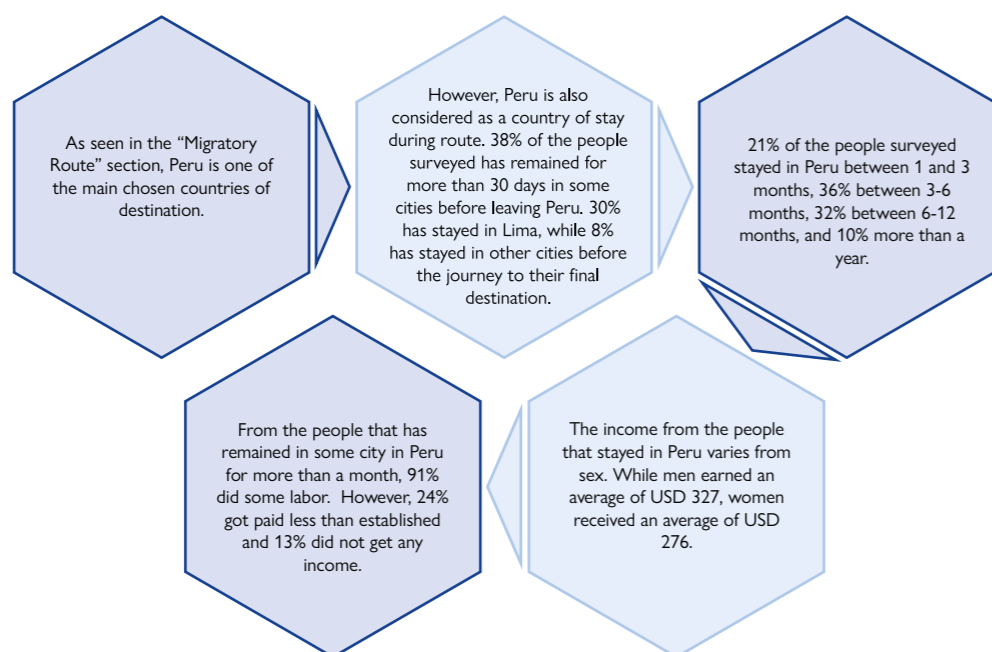 As seen in the “Migratory
Route” section, Peru is one of
the main chosen countries of
destination.
However, Peru is also
considered as a country of stay
during route. 38% of the people
surveyed has remained for
more than 30 days in some
cities before leaving Peru. 30%
has stayed in Lima, while 8%
has stayed in other cities before
the journey to their final
destination.
21% of the people surveyed
stayed in Peru between 1 and 3
months, 36% between 3-6
months, 32% between 6-12
months, and 10% more than a
year.
The income from the people
that stayed in Peru varies from
sex. While men earned an
average of USD 327, women
received an average of USD
276.
From the people that has
remained in some city in Peru
for more than a month, 91%
did some labor. However, 24%
got paid less than established
and 13% did not get any
income.